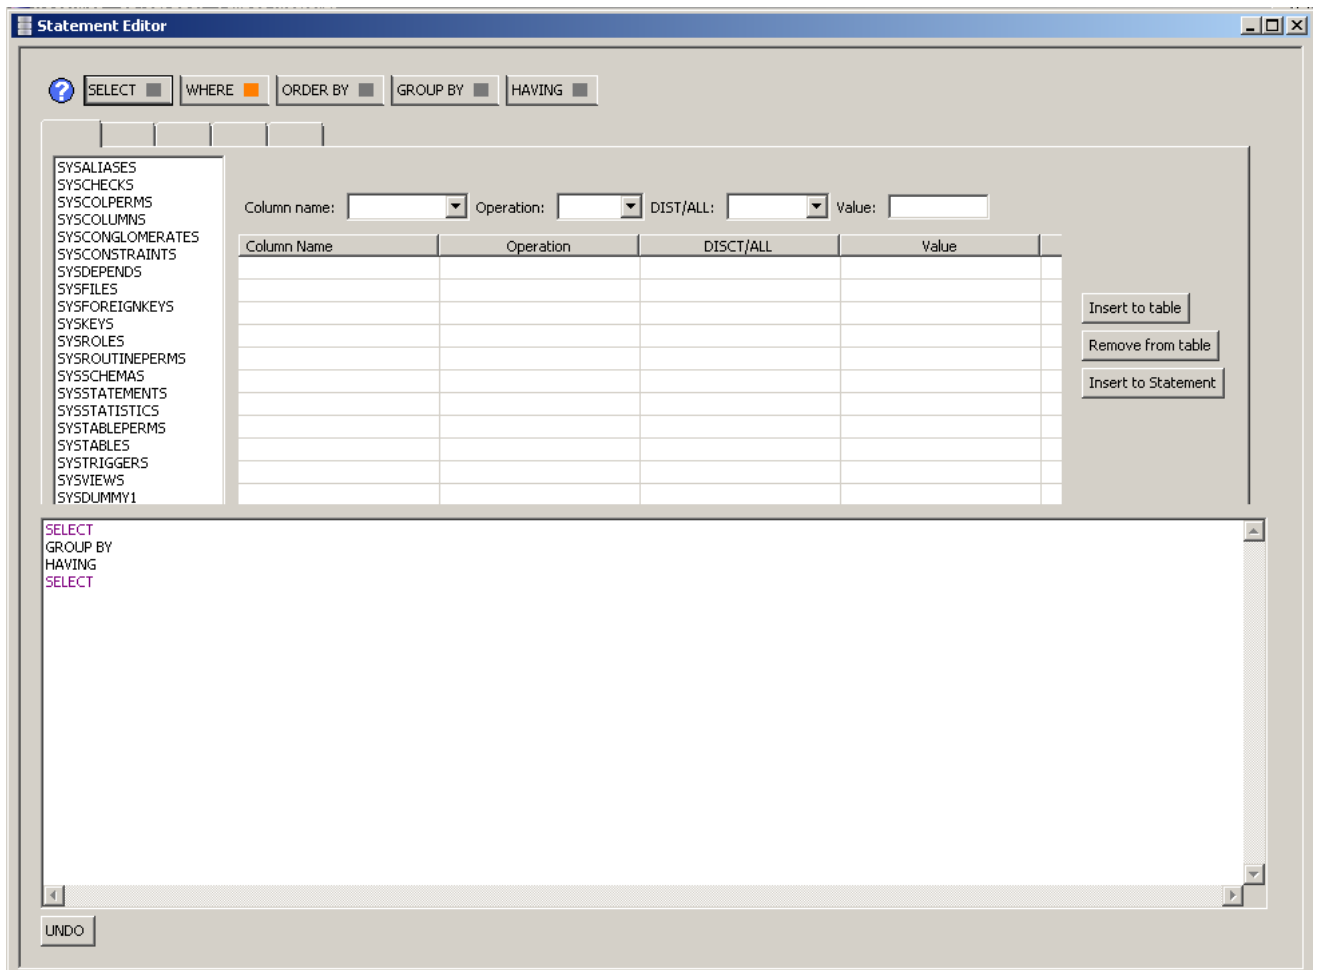 Statement Editor
SELECT WHERE ORDER BY GROUP BY HAVING
SYSALIASES
SYSCHECKS
SYSCOLPERMS
SYSCOLUMNS
SYSCONGLOMERATES
SYSCONSTRAINTS
SYSDEPENDS
SYSFILES
SYSFOREIGNKEYS
SYSKEYS
SYSROLES
SYSROUTINEPERMS
SYSSCHEMAS
SYSSTATEMENTS
SYSSTATISTICS
SYSTABLEPERMS
SYSTABLES
SYSTRIGGERS
SYSVIEWS
SYSDUMMY1
Column name: Operation: DIST/ALL: Value:
Column Name Operation DISCT/ALL Value
Insert to table
Remove from table
Insert to Statement
SELECT
GROUP BY
HAVING
SELECT
UNDO